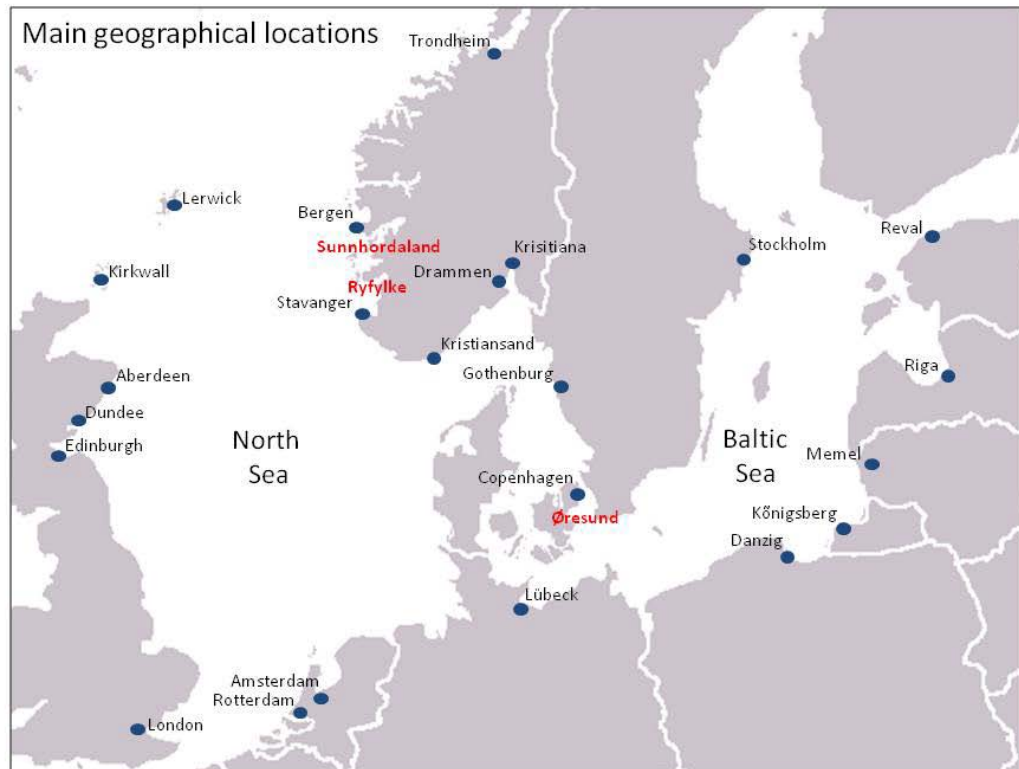 Main geographical locations
Trondheim
Lerwick
Bergen
Sunnhordaland
Krisitiana
Stockholm
Reval
Kirkwall
Drammen
Ryfylke
Stavanger
Kristiansand
Gothenburg
Riga
Aberdeen
Dundee
Edinburgh
North
Sea
Baltic
Sea
Memel
Copenhagen
Øresund
Kőnigsberg
Danzig
Lübeck
Amsterdam
Rotterdam
London